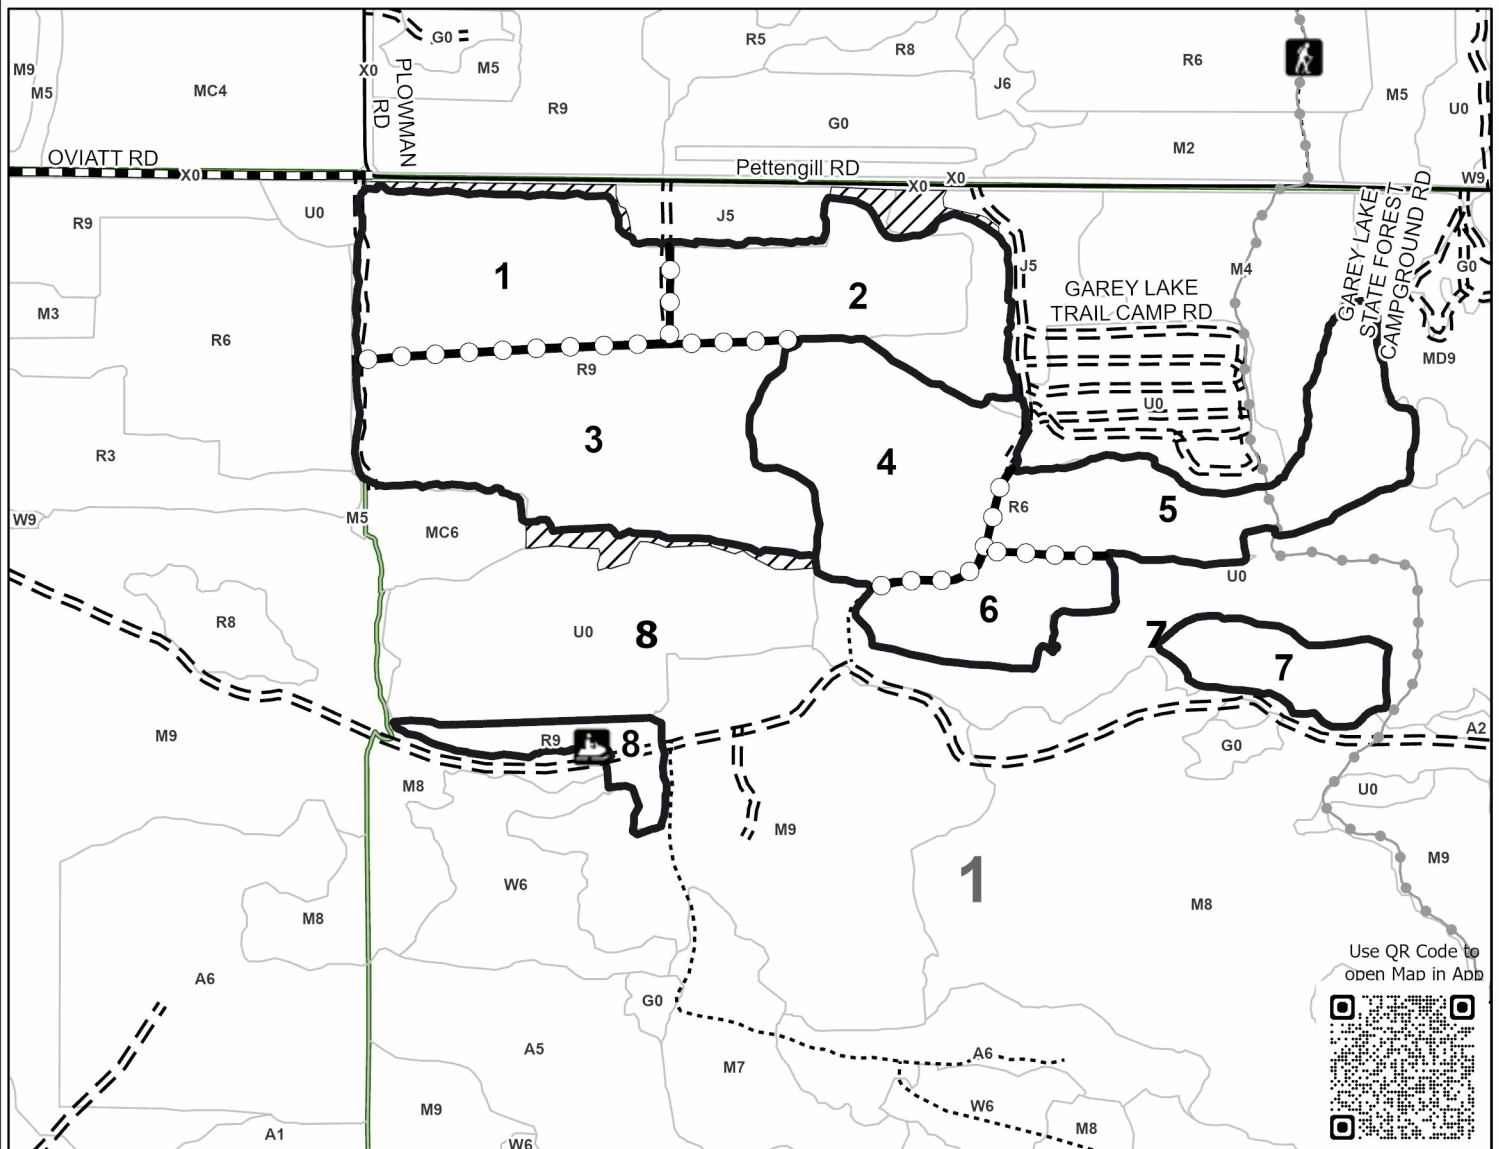 R5
G0
R8
R6
M9
X0
PLOWMAN
RD
M5
J6
M5
MC4
M5
R9
U0
G0
M2
OVIATT RD
Pettengill RD
X0
X0
X0
W9
U0
J5
R9
GAREY LAKE
STATE FOREST
CAMPGROUND RD
J5
M4
G0
1
2
GAREY LAKE
TRAIL CAMP RD
M3
R6
MD9
R9
U0
3
4
R3
R6
5
W9
M5
MC6
U0
6
R8
U0
8
7
7
M9
R9
8
G0
A2
M8
U0
M9
M9
1
W6
M8
M8
Use QR Code to
open Map in App
A6
G0
A5
A6
M7
M9
W6
M8
A1
W6